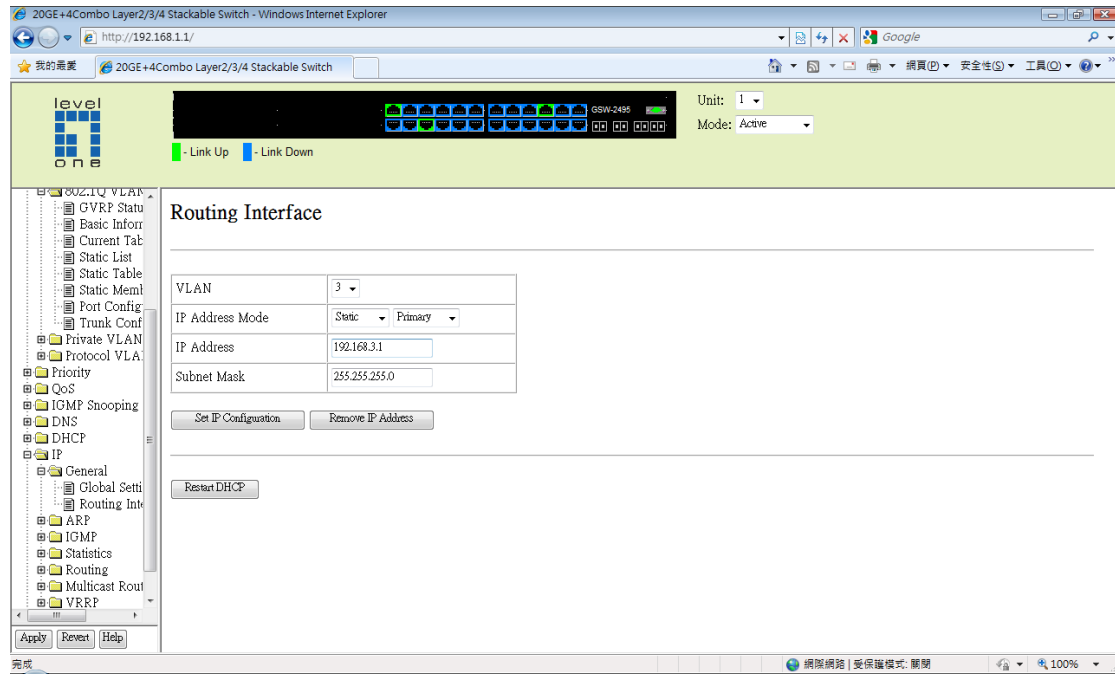 20GE+4Combo Layer2/3/4 Stackable Switch - Windows Internet Explorer
http://192.168.1.1/
Google
我的最愛
20GE+4Combo Layer2/3/4 Stackable Switch
網頁(P)
安全性(S)
工具(O)
level
one
GSW-2495
- Link Up
- Link Down
Unit: 1
Mode: Active
802.1Q VLAN
GVRP Statu
Basic Inform
Current Tab
Static List
Static Table
Static Meml
Port Config
Trunk Conf
Private VLAN
Protocol VLA
Priority
QoS
IGMP Snooping
DNS
DHCP
IP
General
Global Setti
Routing Inte
ARP
IGMP
Statistics
Routing
Multicast Rout
VRRP
Apply
Revert
Help
Routing Interface
VLAN 3
IP Address Mode Static Primary
IP Address 192.168.3.1
Subnet Mask 255.255.255.0
Set IP Configuration
Remove IP Address
Restart DHCP
完成
網際網路 | 受保護模式: 關閉
100%